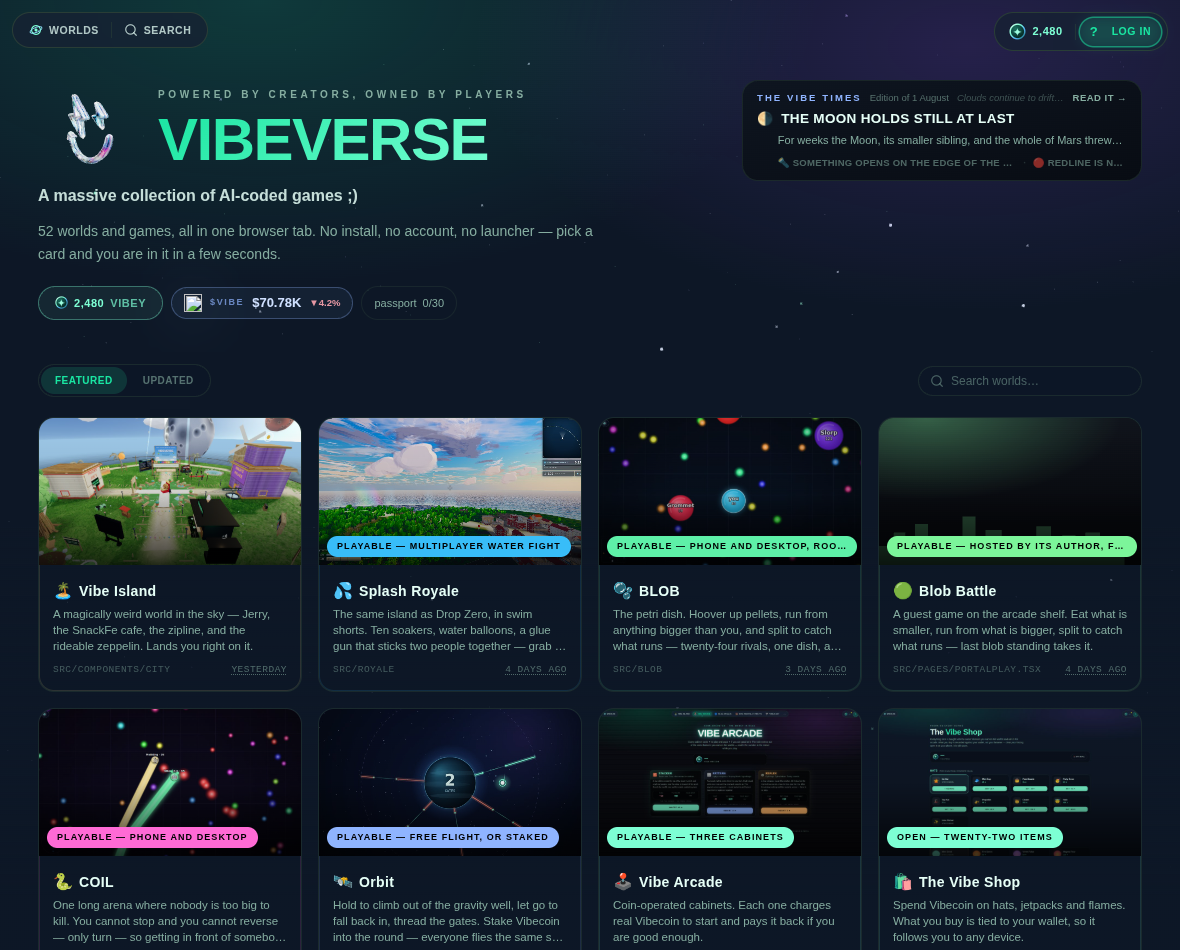 WORLDS
SEARCH
2,480
? LOG IN
POWERED BY CREATORS, OWNED BY PLAYERS
VIBEVERSE
THE VIBE TIMES Edition of 1 August Clouds continue to drift… READ IT →
THE MOON HOLDS STILL AT LAST
For weeks the Moon, its smaller sibling, and the whole of Mars threw…
SOMETHING OPENS ON THE EDGE OF THE … · REDLINE IS N…
A massive collection of AI-coded games ;)
52 worlds and games, all in one browser tab. No install, no account, no launcher — pick a
card and you are in it in a few seconds.
2,480 VIBEY
$VIBE $70.78K ▼4.2%
passport 0/30
FEATURED
UPDATED
Search worlds…
Vibe Island
A magically weird world in the sky — Jerry,
the SnackFe cafe, the zipline, and the
rideable zeppelin. Lands you right on it.
SRC/COMPONENTS/CITY YESTERDAY
PLAYABLE — MULTIPLAYER WATER FIGHT
Splash Royale
The same island as Drop Zero, in swim
shorts. Ten soakers, water balloons, a glue
gun that sticks two people together — grab …
SRC/ROYALE 4 DAYS AGO
Slorp
Grommet
PLAYABLE — PHONE AND DESKTOP, ROO…
BLOB
The petri dish. Hoover up pellets, run from
anything bigger than you, and split to catch
what runs — twenty-four rivals, one dish, a…
SRC/BLOB 3 DAYS AGO
PLAYABLE — HOSTED BY ITS AUTHOR, F…
Blob Battle
A guest game on the arcade shelf. Eat what is
smaller, run from what is bigger, split to catch
what runs — last blob standing takes it.
SRC/PAGES/PORTALPLAY.TSX 4 DAYS AGO
PLAYABLE — PHONE AND DESKTOP
COIL
One long arena where nobody is too big to
kill. You cannot stop and you cannot reverse
— only turn — so getting in front of somebo…
2
PLAYABLE — FREE FLIGHT, OR STAKED
Orbit
Hold to climb out of the gravity well, let go to
fall back in, thread the gates. Stake Vibecoin
into the round — everyone flies the same s…
VIBE ARCADE
PLAYABLE — THREE CABINETS
Vibe Arcade
Coin-operated cabinets. Each one charges
real Vibecoin to start and pays it back if you
are good enough.
The Vibe Shop
OPEN — TWENTY-TWO ITEMS
The Vibe Shop
Spend Vibecoin on hats, jetpacks and flames.
What you buy is tied to your wallet, so it
follows you to any device.